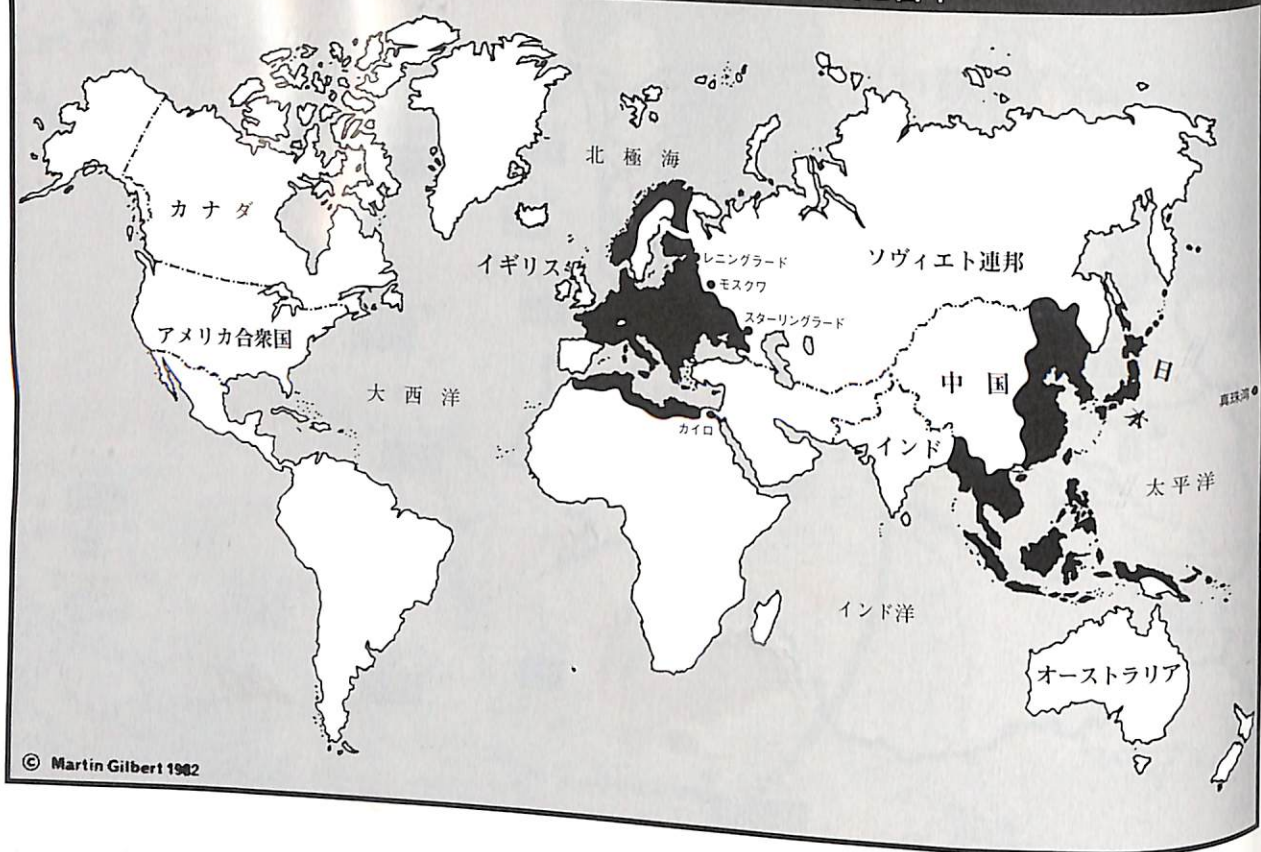 北極海
カナダ
イギリス
レニングラード
ソヴィエト連邦
モスクワ
スターリングラード
アメリカ合衆国
中国
日本
大西洋
真珠湾
カイロ
インド
太平洋
インド洋
オーストラリア
© Martin Gilbert 1982